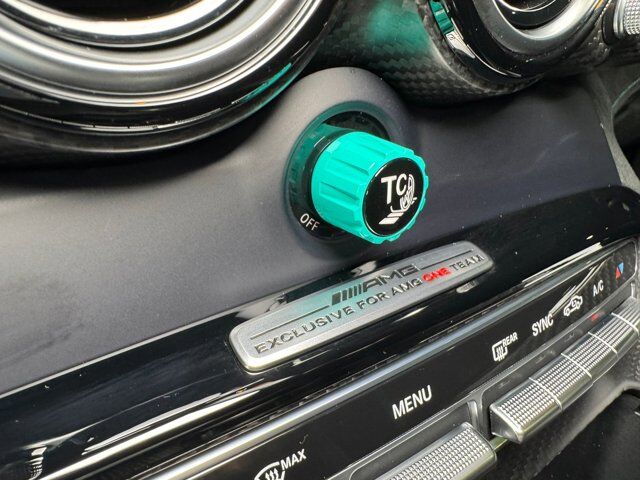 TC
OFF
AMG
EXCLUSIVE FOR AMG ONE TEAM
REAR
SYNC
A/C
MENU
MAX